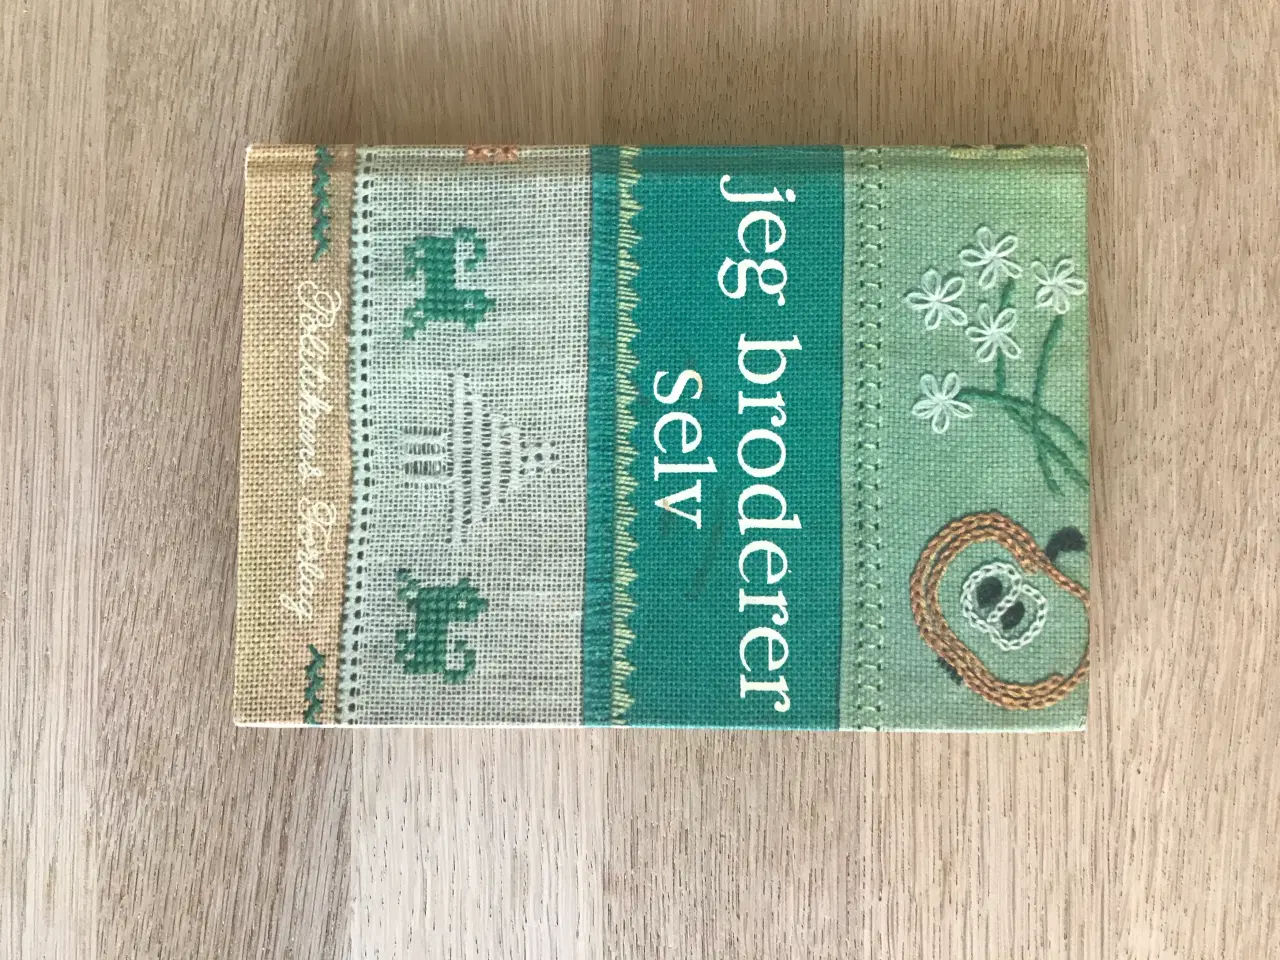 jeg broderer
selv
Politikens Forlag